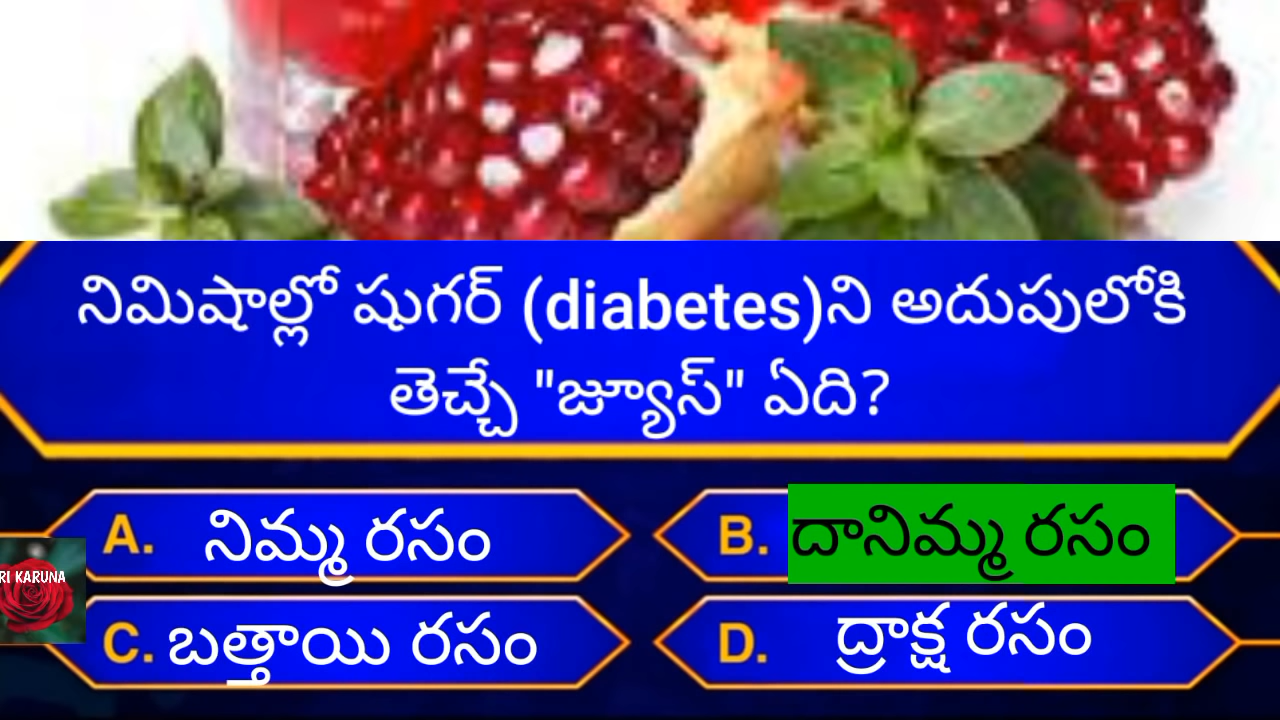 నిమిషాల్లో షుగర్ (diabetes)ని అదుపులోకి
తెచ్చే "జ్యూస్" ఏది?
A. నిమ్మ రసం
B. దానిమ్మ రసం
C. బత్తాయి రసం
D. ద్రాక్ష రసం
RI KARUNA